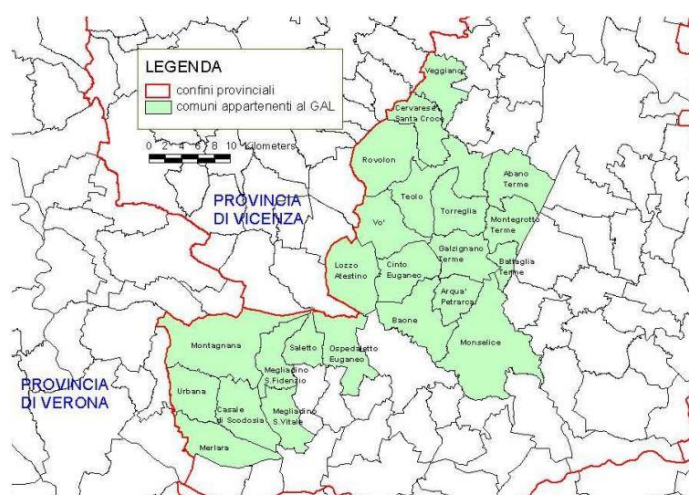 LEGENDA
confini provinciali
comuni appartenenti al GAL
0 2 4 6 8 10 Kilometers
PROVINCIA
DI VICENZA
PROVINCIA
DI VERONA
Veggiano
Cervarese
Santa Croce
Rovolon
Teolo
Torreglia
Abano
Terme
Montegrotto
Terme
Vo'
Lozzo
Atestino
Cinto
Euganeo
Galzignano
Terme
Battaglia
Terme
Arqua'
Petrarca
Baone
Monselice
Montagnana
Saletto
Ospedaletto
Euganeo
Megliadino
S.Fidenzio
Urbana
Casale
di Scodosia
Megliadino
S.Vitale
Merlara